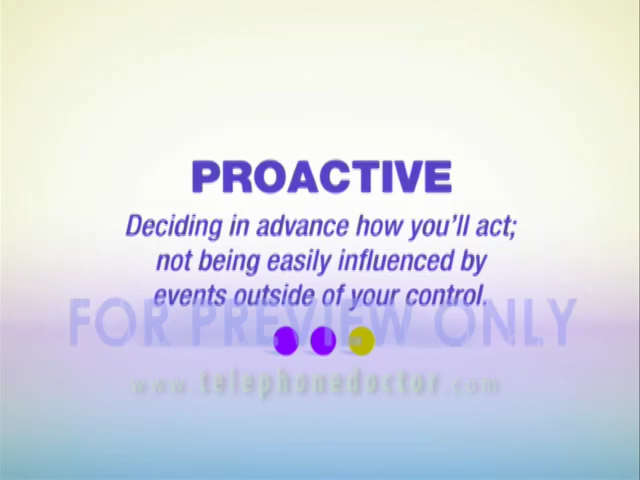 PROACTIVE
Deciding in advance how you'll act;
not being easily influenced by
events outside of your control.
FOR PREVIEW ONLY
www.telephonedoctor.com